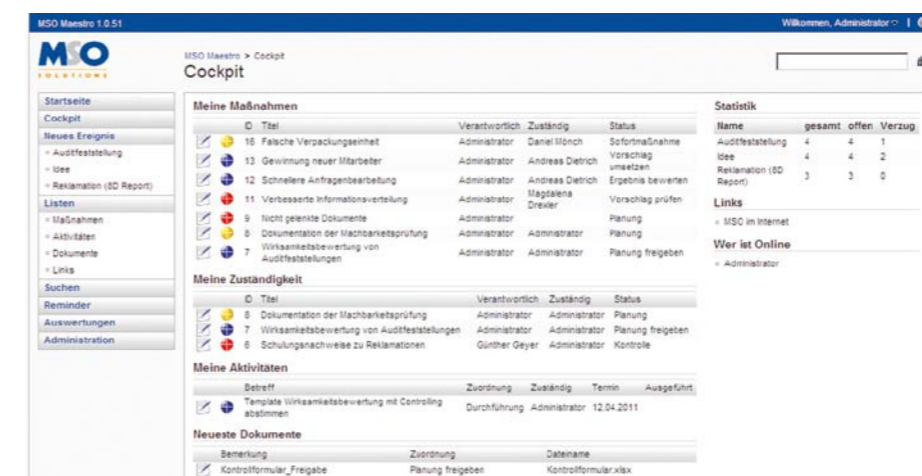 MSO Maestro 1.0.51
Willkommen, Administrator
MSO
SOLUTIONS
MSO Maestro > Cockpit
Cockpit
Startseite
Cockpit
Neues Ereignis
Auditfeststellung
Idee
Reklamation (8D Report)
Listen
Maßnahmen
Aktivitäten
Dokumente
Links
Suchen
Reminder
Auswertungen
Administration
Meine Maßnahmen
ID Titel Verantwortlich Zuständig Status
16 Falsche Verpackungseinheit Administrator Daniel Mönch Sofortmaßnahme
13 Gewinnung neuer Mitarbeiter Administrator Andreas Dietrich Vorschlag umsetzen
12 Schnellere Anfragenbearbeitung Administrator Andreas Dietrich Ergebnis bewerten
11 Verbesserte Informationsverteilung Administrator Magdalena Drexler Vorschlag prüfen
9 Nicht gelenkte Dokumente Administrator Planung
8 Dokumentation der Machbarkeitsprüfung Administrator Administrator Planung
7 Wirksamkeitsbewertung von Auditfeststellungen Administrator Administrator Planung freigeben
Meine Zuständigkeit
ID Titel Verantwortlich Zuständig Status
8 Dokumentation der Machbarkeitsprüfung Administrator Administrator Planung
7 Wirksamkeitsbewertung von Auditfeststellungen Administrator Administrator Planung freigeben
6 Schulungsnachweise zu Reklamationen Günther Geyer Administrator Kontrolle
Meine Aktivitäten
Betreff Zuordnung Zuständig Termin Ausgeführt
Template Wirksamkeitsbewertung mit Controlling abstimmen Durchführung Administrator 12.04.2011
Neueste Dokumente
Bemerkung Zuordnung Dateiname
Kontrollformular_Freigabe Planung freigeben Kontrollformular.xlsx
Statistik
Name gesamt offen Verzug
Auditfeststellung 4 4 1
Idee 4 4 2
Reklamation (8D Report) 3 3 0
Links
MSO im Internet
Wer ist Online
Administrator